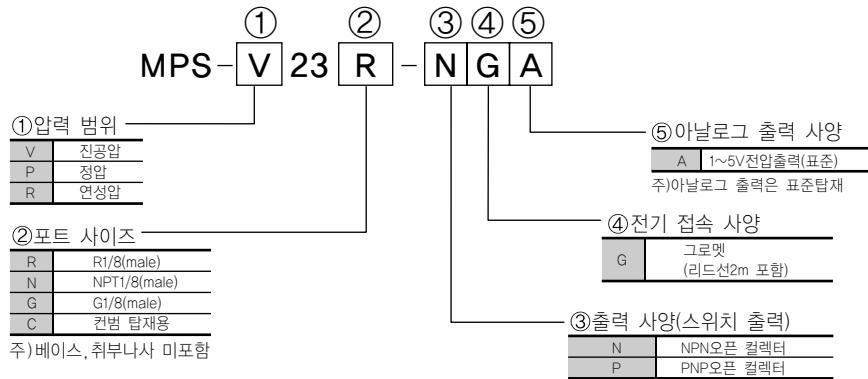 ① ② ③ ④ ⑤
MPS-V 23 R - N G A
①압력 범위
V 진공압
P 정압
R 연성압
②포트 사이즈
R R1/8(male)
N NPT1/8(male)
G G1/8(male)
C 컨범 탑재용
주)베이스,취부나사 미포함
⑤아날로그 출력 사양
A 1~5V전압출력(표준)
주)아날로그 출력은 표준탑재
④전기 접속 사양
G 그로멧
(리드선2m 포함)
③출력 사양(스위치 출력)
N NPN오픈 컬렉터
P PNP오픈 컬렉터